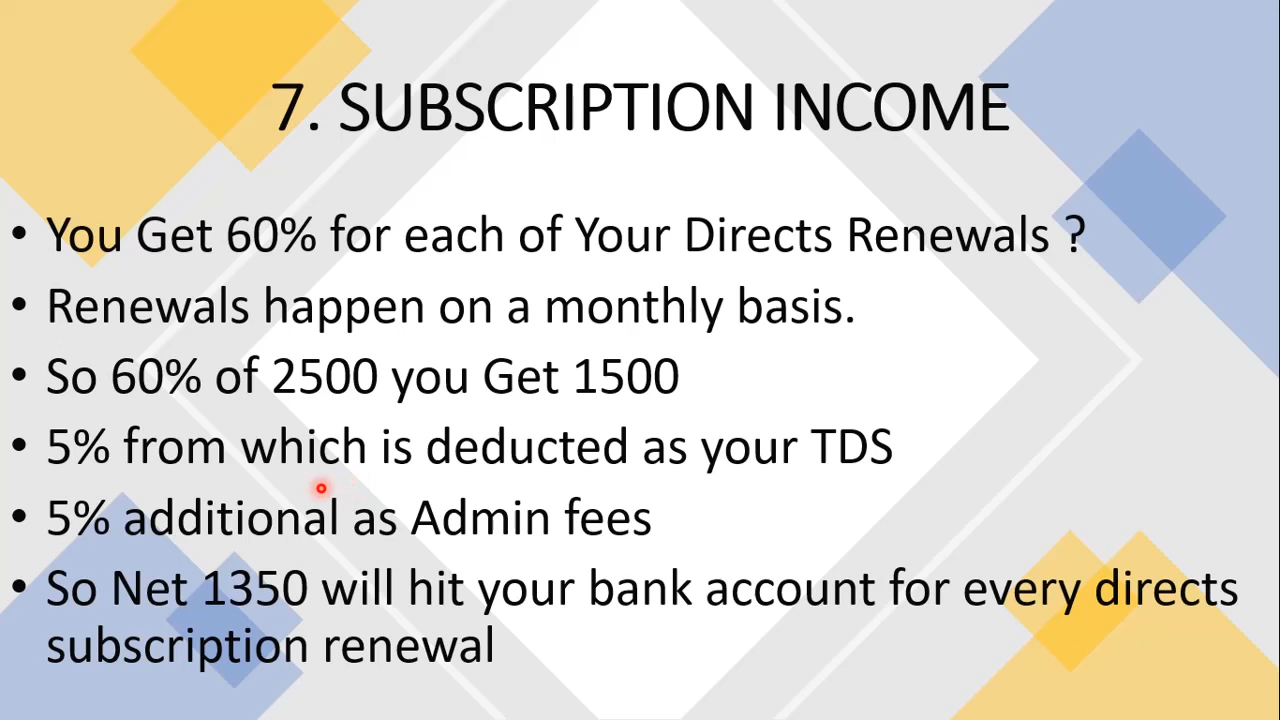 7. SUBSCRIPTION INCOME
• You Get 60% for each of Your Directs Renewals ?
• Renewals happen on a monthly basis.
• So 60% of 2500 you Get 1500
• 5% from which is deducted as your TDS
• 5% additional as Admin fees
• So Net 1350 will hit your bank account for every directs
subscription renewal